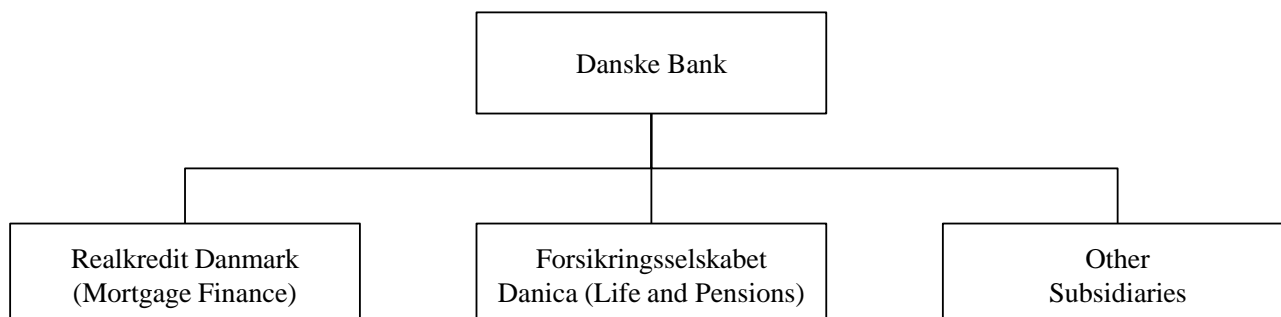 Danske Bank
Realkredit Danmark
(Mortgage Finance)
Forsikringsselskabet
Danica (Life and Pensions)
Other
Subsidiaries